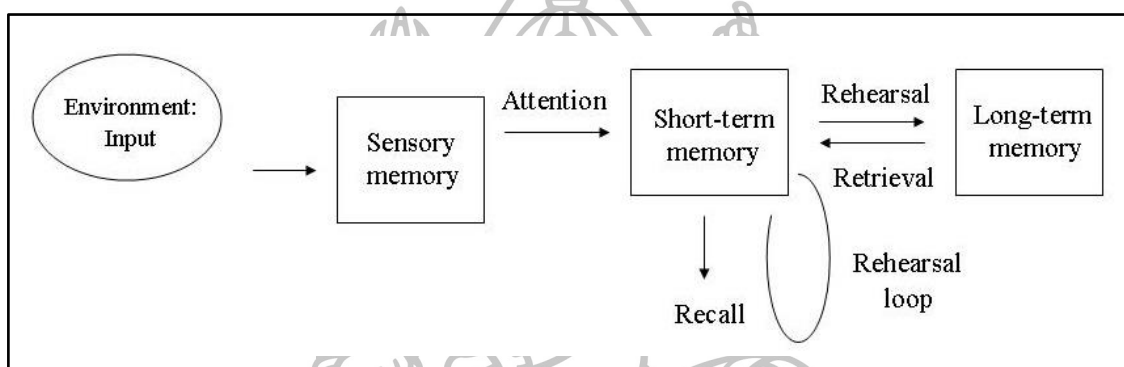 Environment:
Input
Sensory
memory
Attention
Short-term
memory
Rehearsal
Retrieval
Long-term
memory
Recall
Rehearsal
loop